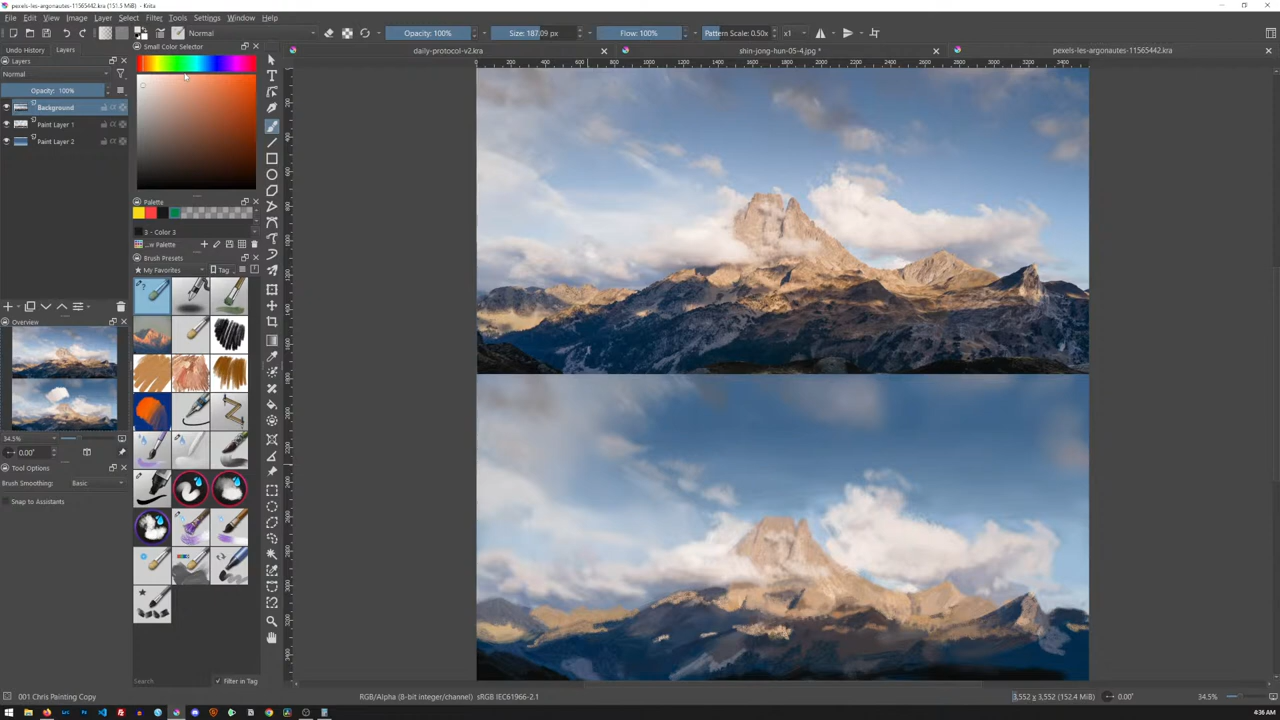 pexels-les-argonautes-11565442.kra (151.5 MiB) - Krita
File Edit View Image Layer Select Filter Tools Settings Window Help
Normal Opacity: 100% Size: 187.09 px Flow: 100% Pattern Scale: 0.50x x1
Undo History Layers Small Color Selector daily-protocol-v2.kra shin-jong-hun-05-4.jpg * pexels-les-argonautes-11565442.kra
Layers
Normal
Opacity: 100%
Background
Paint Layer 1
Paint Layer 2
Palette
3 - Color 3
...w Palette
Brush Presets
My Favorites Tag
Overview
34.5%
0.00°
Tool Options
Brush Smoothing: Basic
Snap to Assistants
Search Filter in Tag
001 Chris Painting Copy RGB/Alpha (8-bit integer/channel) sRGB IEC61966-2.1 3,552 x 3,552 (152.4 MiB) 0.00° 34.5%
4:36 AM